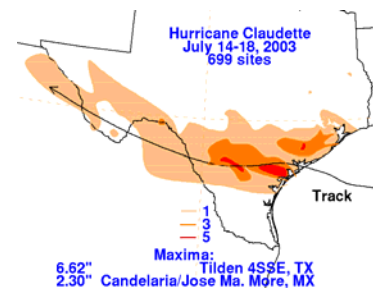 Hurricane Claudette
July 14-18, 2003
699 sites
Track
1
3
5
Maxima:
6.62" Tilden 4SSE, TX
2.30" Candelaria/Jose Ma. More, MX